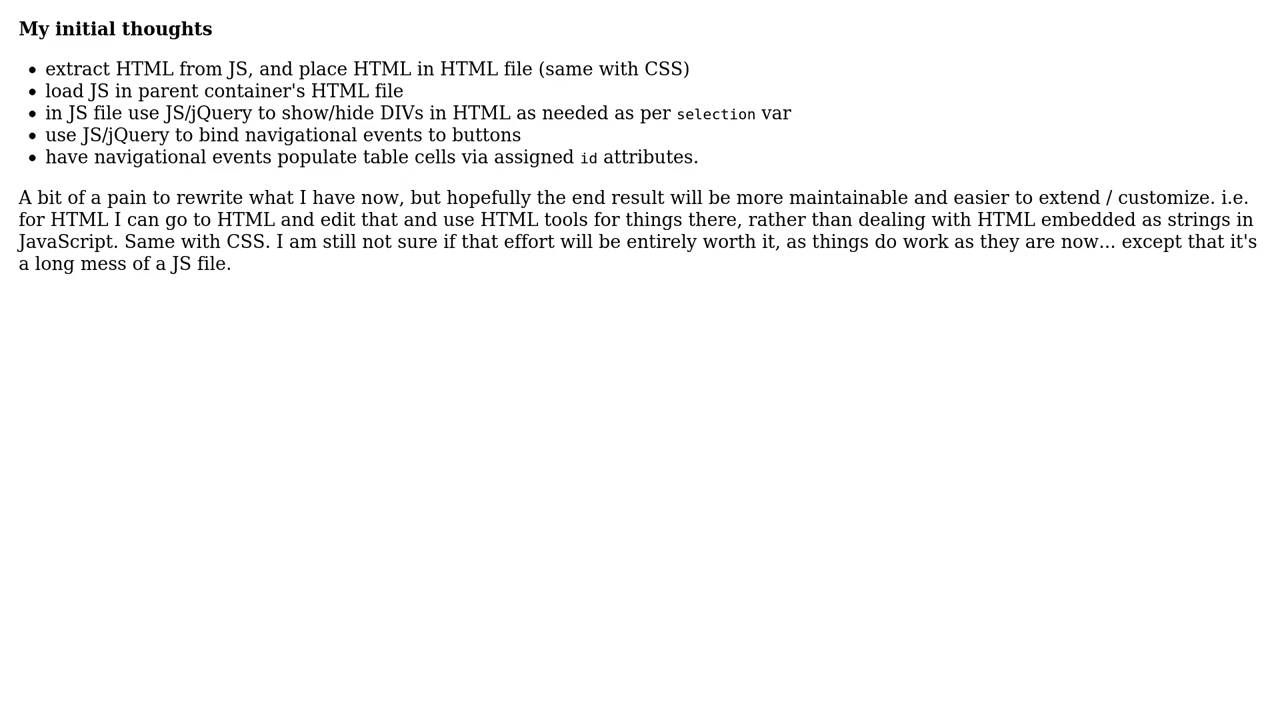 My initial thoughts
• extract HTML from JS, and place HTML in HTML file (same with CSS)
• load JS in parent container's HTML file
• in JS file use JS/jQuery to show/hide DIVs in HTML as needed as per selection var
• use JS/jQuery to bind navigational events to buttons
• have navigational events populate table cells via assigned id attributes.
A bit of a pain to rewrite what I have now, but hopefully the end result will be more maintainable and easier to extend / customize. i.e.
for HTML I can go to HTML and edit that and use HTML tools for things there, rather than dealing with HTML embedded as strings in
JavaScript. Same with CSS. I am still not sure if that effort will be entirely worth it, as things do work as they are now... except that it's
a long mess of a JS file.